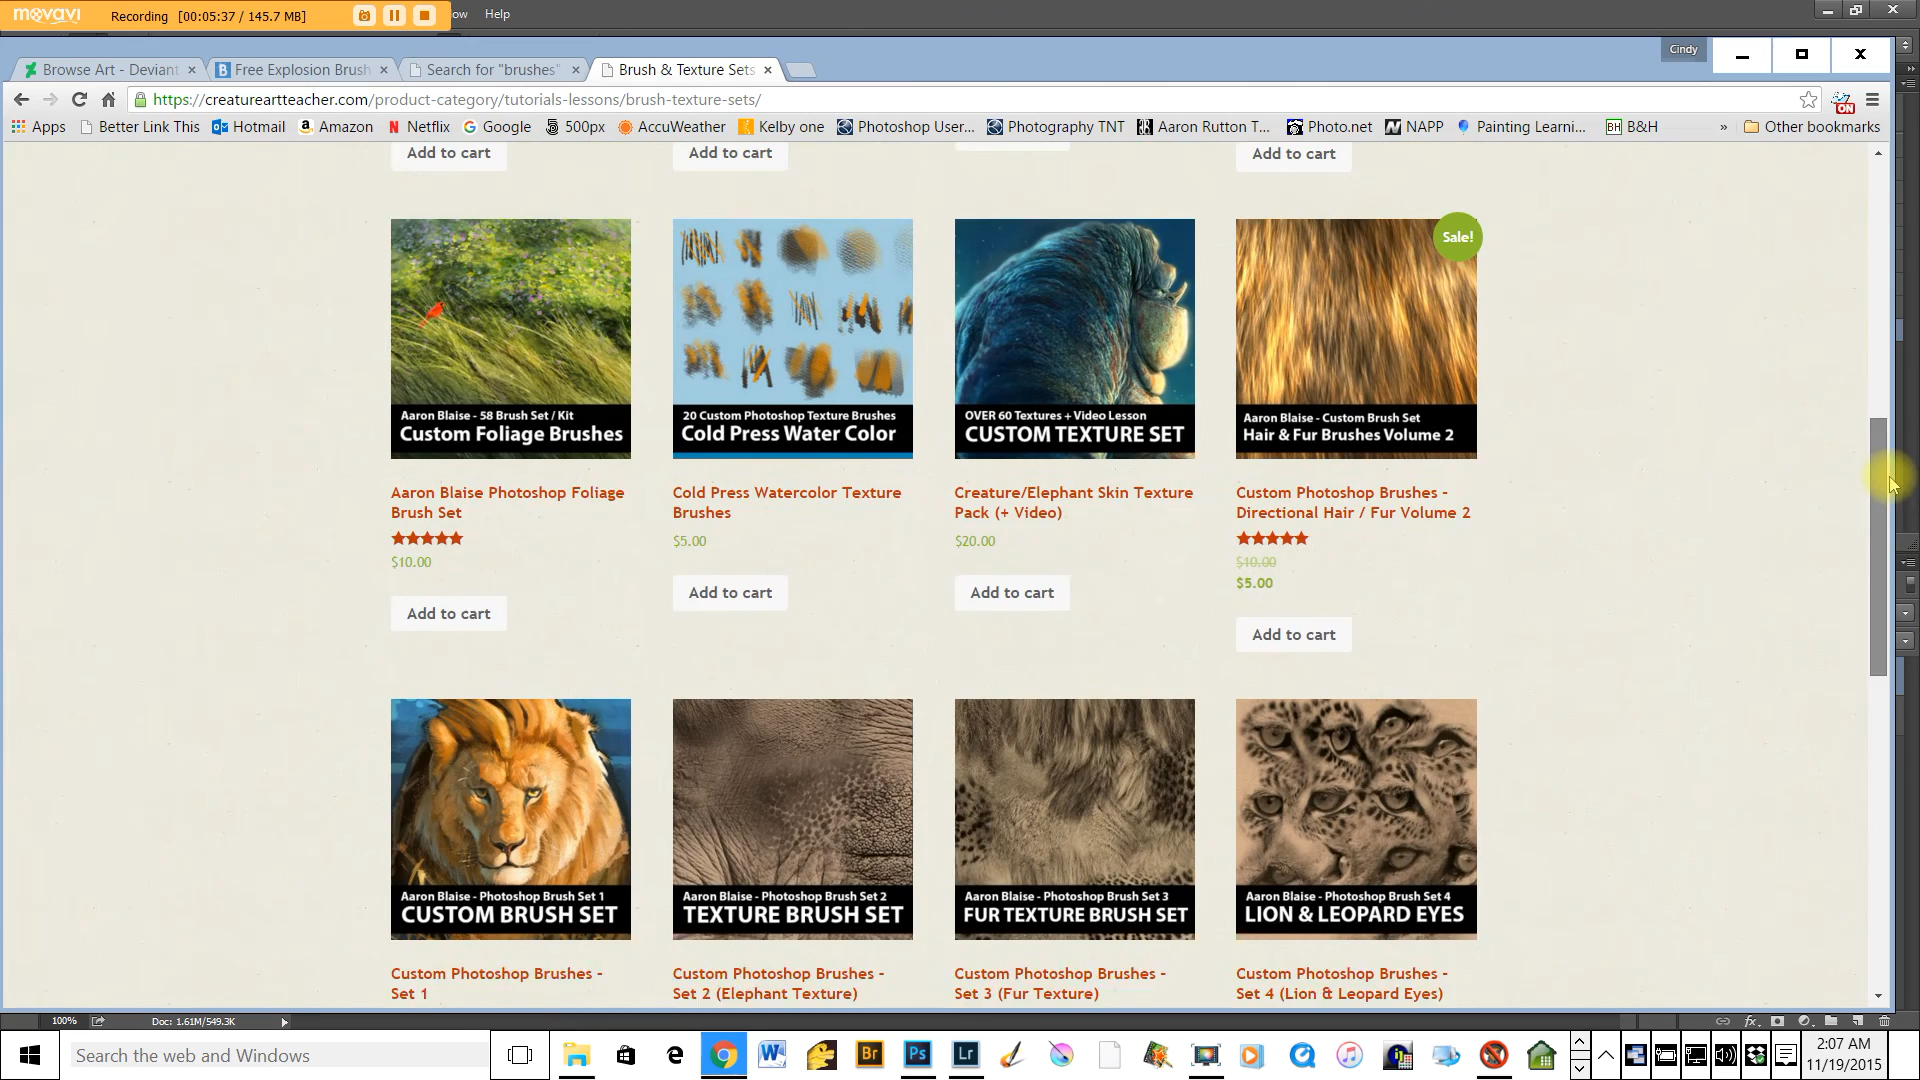 movavi Recording [00:05:37 / 145.7 MB] Help
Cindy
Browse Art - Deviant Free Explosion Brush Search for "brushes" Brush & Texture Sets
https://creatureartteacher.com/product-category/tutorials-lessons/brush-texture-sets/ ON
Apps Better Link This Hotmail Amazon Netflix Google 500px AccuWeather Kelby one Photoshop User... Photography TNT Aaron Rutton T... Photo.net NAPP Painting Learni... BH B&H » Other bookmarks
Add to cart Add to cart Add to cart
Sale!
Aaron Blaise - 58 Brush Set / Kit
Custom Foliage Brushes
20 Custom Photoshop Texture Brushes
Cold Press Water Color
OVER 60 Textures + Video Lesson
CUSTOM TEXTURE SET
Aaron Blaise - Custom Brush Set
Hair & Fur Brushes Volume 2
Aaron Blaise Photoshop Foliage
Brush Set
$10.00
Add to cart
Cold Press Watercolor Texture
Brushes
$5.00
Add to cart
Creature/Elephant Skin Texture
Pack (+ Video)
$20.00
Add to cart
Custom Photoshop Brushes -
Directional Hair / Fur Volume 2
$10.00
$5.00
Add to cart
Aaron Blaise - Photoshop Brush Set 1
CUSTOM BRUSH SET
Aaron Blaise - Photoshop Brush Set 2
TEXTURE BRUSH SET
Aaron Blaise - Photoshop Brush Set 3
FUR TEXTURE BRUSH SET
Aaron Blaise - Photoshop Brush Set 4
LION & LEOPARD EYES
Custom Photoshop Brushes -
Set 1
Custom Photoshop Brushes -
Set 2 (Elephant Texture)
Custom Photoshop Brushes -
Set 3 (Fur Texture)
Custom Photoshop Brushes -
Set 4 (Lion & Leopard Eyes)
100% Doc: 1.61M/549.3K fx
Search the web and Windows Br Ps Lr
2:07 AM
11/19/2015